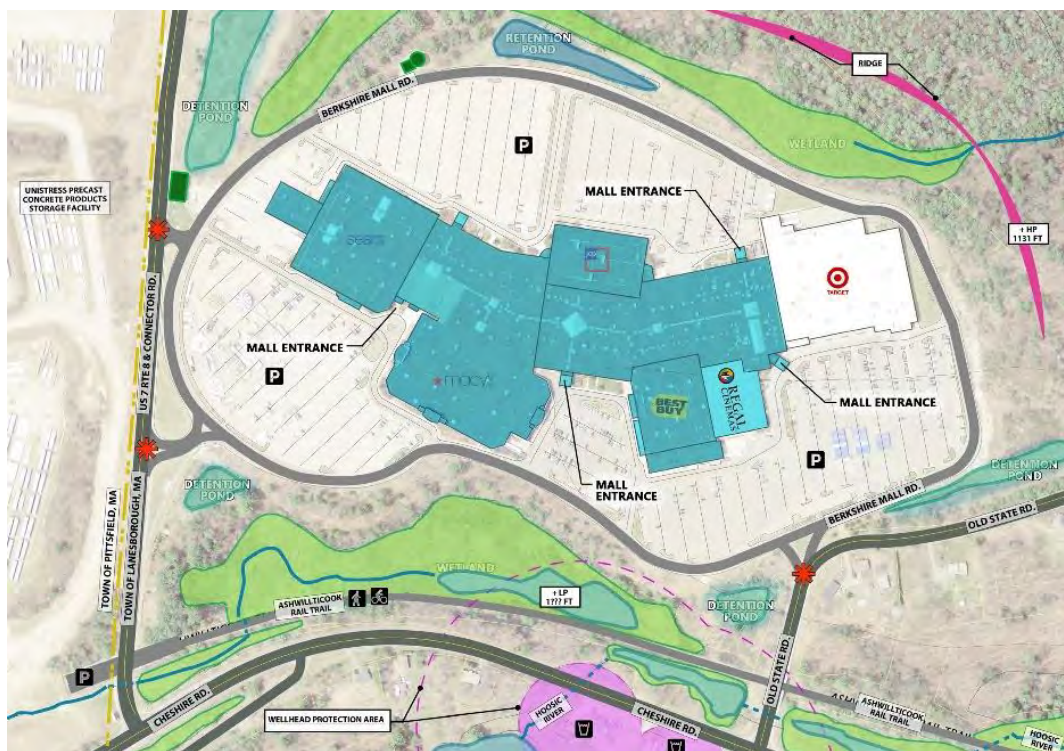 RETENTION
POND
RIDGE
BERKSHIRE MALL RD.
DETENTION
POND
WETLAND
P
UNISTRESS PRECAST
CONCRETE PRODUCTS
STORAGE FACILITY
MALL ENTRANCE
+ HP
1131 FT
sears
TARGET
US 7 RTE 8 & CONNECTOR RD.
MALL ENTRANCE
P
macy's
REGAL
CINEMAS
BEST
BUY
MALL ENTRANCE
P
MALL
ENTRANCE
DETENTION
POND
DETENTION
POND
BERKSHIRE MALL RD.
OLD STATE RD.
TOWN OF PITTSFIELD, MA
TOWN OF LANESBOROUGH, MA
WETLAND
+ LP
1??? FT
ASHWILLTICOOK
RAIL TRAIL
DETENTION
POND
P
OLD STATE RD.
CHESHIRE RD.
WELLHEAD PROTECTION AREA
HOOSIC
RIVER
CHESHIRE RD.
ASHWILLTICOOK
RAIL TRAIL
HOOSIC
RIVER